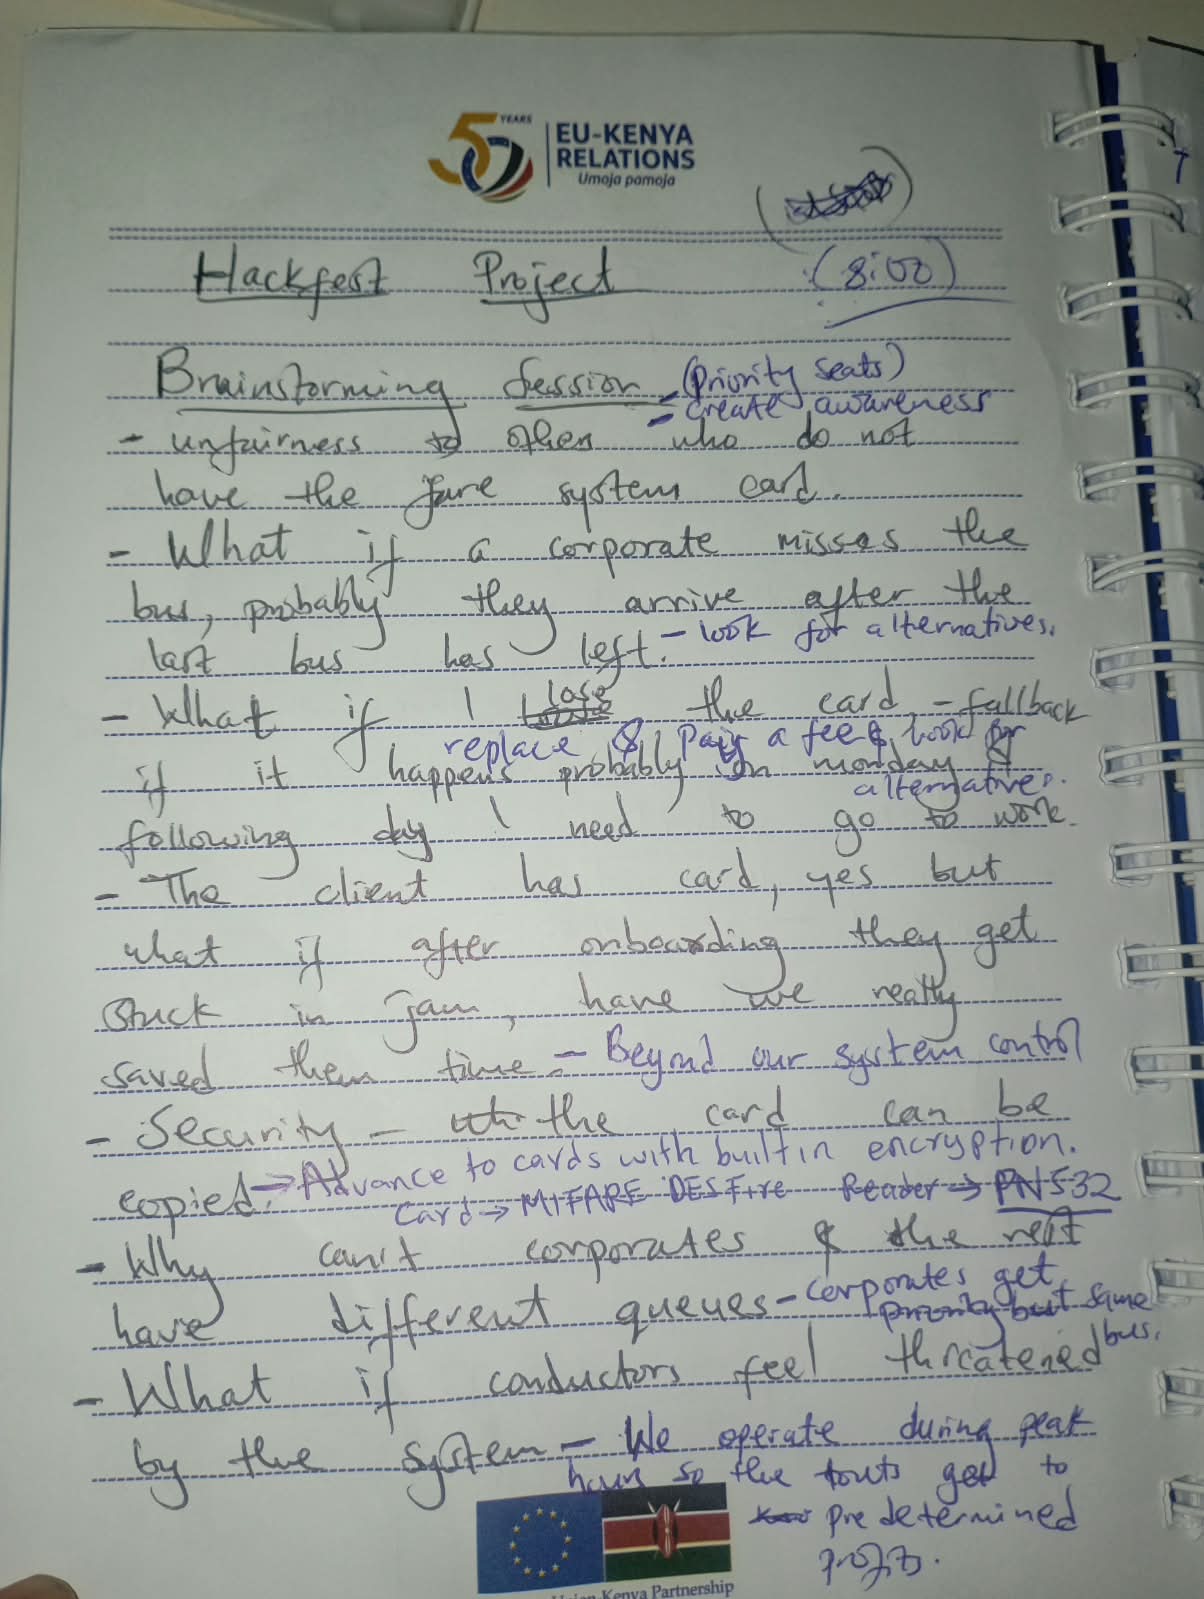 50 YEARS
EU-KENYA
RELATIONS
Umoja pamoja
Hackfest Project (8:00)
Brainstorming Session (priority seats)
- create awareness
- unfairness to others who do not
have the fare system card.
- What if a corporate misses the
bus, probably they arrive after the
last bus has left. - look for alternatives.
- What if I lose the card - fallback
replace & pay a fee & look for
if it happens probably on monday &
alternatives.
following day I need to go to work.
- The client has card, yes but
what if after onboarding they get
stuck in jam, have we really
saved them time - Beyond our system control
- Security - the card can be
copied. → Advance to cards with built in encryption.
Card → MIFARE DESFire Reader → PN532
- Why can't corporates & the rest
have different queues - corporates get
priority but same
bus.
- What if conductors feel threatened
by the system - We operate during peak
hours so the touts get to
pre determined
profits.
Union-Kenya Partnership